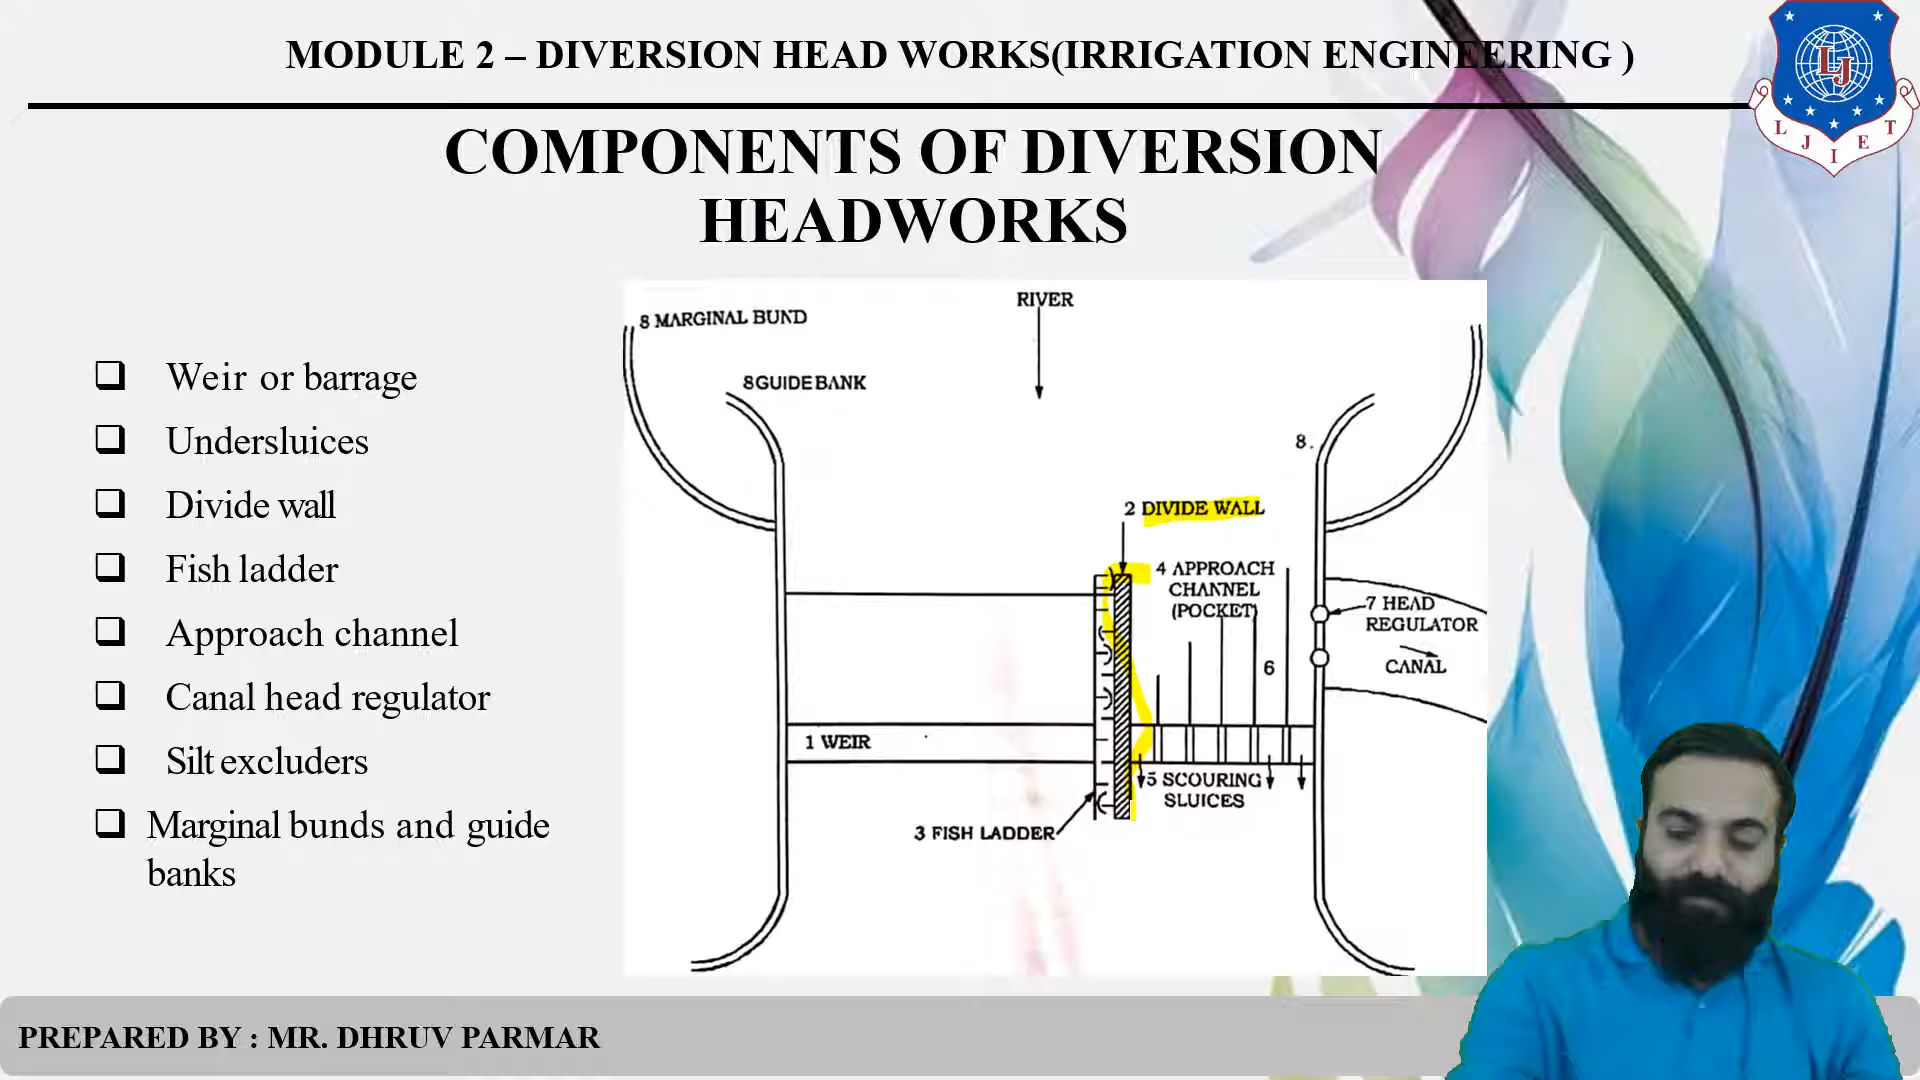 MODULE 2 – DIVERSION HEAD WORKS(IRRIGATION ENGINEERING )
LJ
L J I E T
COMPONENTS OF DIVERSION
HEADWORKS
❑ Weir or barrage
❑ Undersluices
❑ Divide wall
❑ Fish ladder
❑ Approach channel
❑ Canal head regulator
❑ Silt excluders
❑ Marginal bunds and guide
banks
RIVER
8 MARGINAL BUND
8 GUIDE BANK
8.
2 DIVIDE WALL
4 APPROACH
CHANNEL
(POCKET)
7 HEAD
REGULATOR
6
CANAL
1 WEIR
5 SCOURING
SLUICES
3 FISH LADDER
PREPARED BY : MR. DHRUV PARMAR